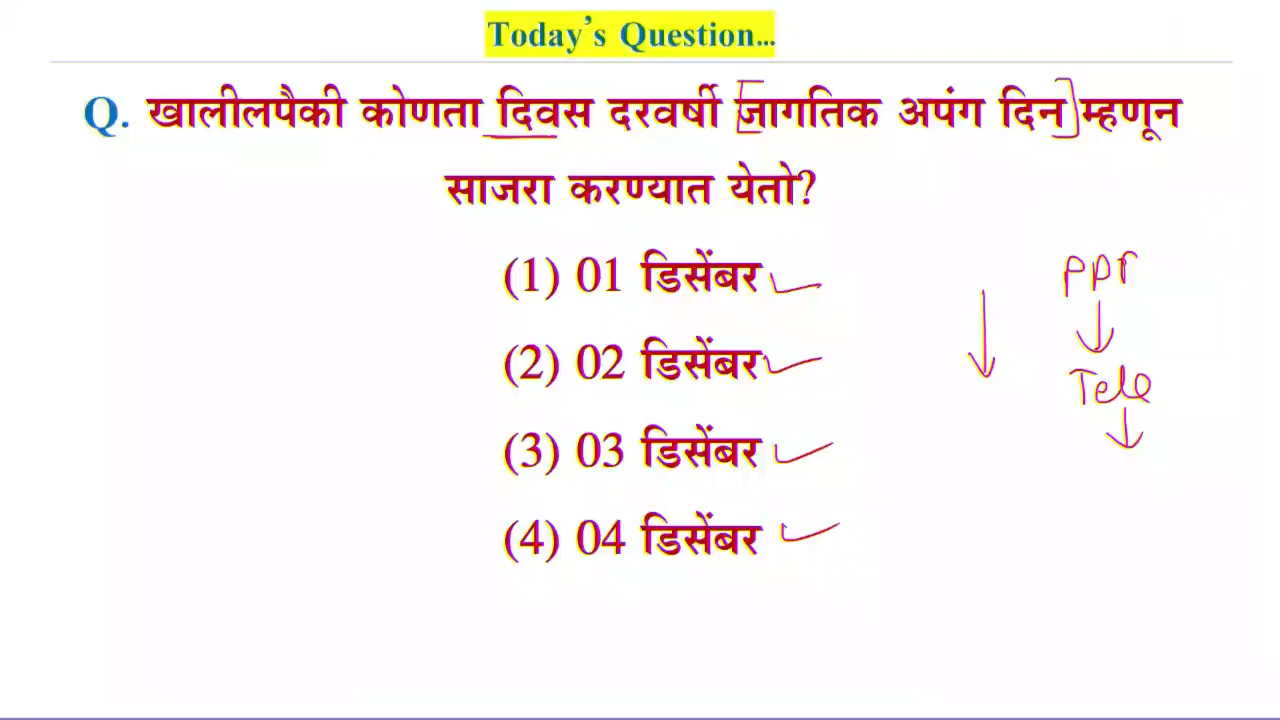 Today's Question...
Q. खालीलपैकी कोणता दिवस दरवर्षी [जागतिक अपंग दिन] म्हणून
साजरा करण्यात येतो?
(1) 01 डिसेंबर
(2) 02 डिसेंबर
(3) 03 डिसेंबर
(4) 04 डिसेंबर
Tele